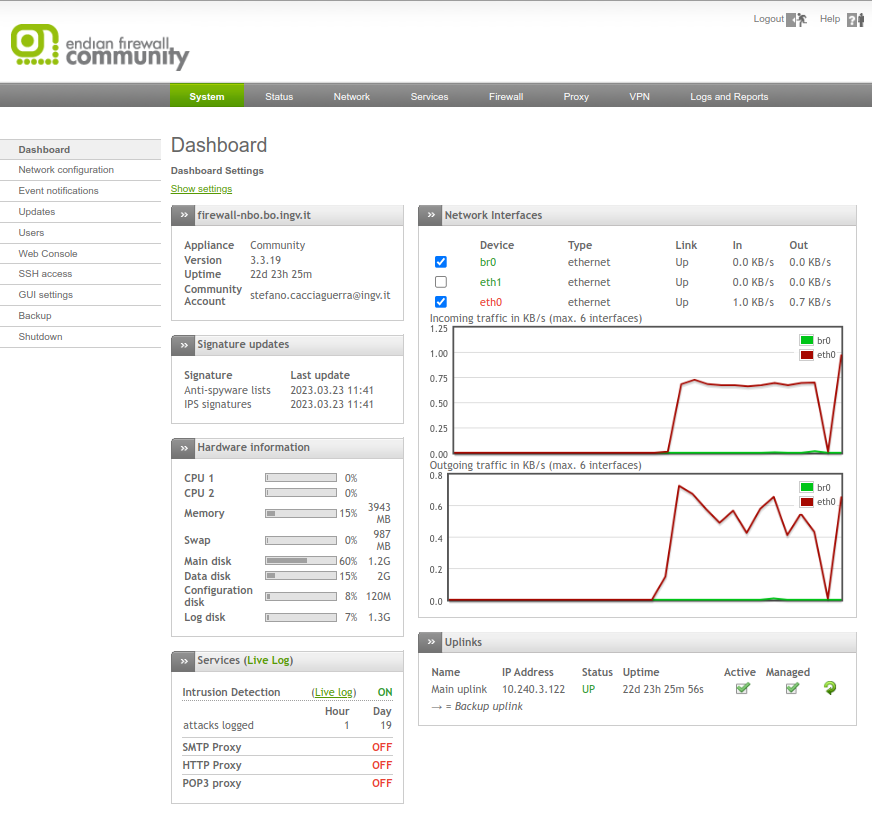 Logout Help
endian firewall
community
System Status Network Services Firewall Proxy VPN Logs and Reports
Dashboard
Network configuration
Event notifications
Updates
Users
Web Console
SSH access
GUI settings
Backup
Shutdown
Dashboard
Dashboard Settings
Show settings
» firewall-nbo.bo.ingv.it
Appliance Community
Version 3.3.19
Uptime 22d 23h 25m
Community
Account stefano.cacciaguerra@ingv.it
» Signature updates
Signature Last update
Anti-spyware lists 2023.03.23 11:41
IPS signatures 2023.03.23 11:41
» Hardware information
CPU 1 0%
CPU 2 0%
Memory 15% 3943 MB
Swap 0% 987 MB
Main disk 60% 1.2G
Data disk 15% 2G
Configuration
disk 8% 120M
Log disk 7% 1.3G
» Services (Live Log)
Intrusion Detection (Live log) ON
Hour Day
attacks logged 1 19
SMTP Proxy OFF
HTTP Proxy OFF
POP3 proxy OFF
» Network Interfaces
Device Type Link In Out
br0 ethernet Up 0.0 KB/s 0.0 KB/s
eth1 ethernet Up 0.0 KB/s 0.0 KB/s
eth0 ethernet Up 1.0 KB/s 0.7 KB/s
Incoming traffic in KB/s (max. 6 interfaces)
1.25
1.00
0.75
0.50
0.25
0.00
br0
eth0
Outgoing traffic in KB/s (max. 6 interfaces)
0.8
0.6
0.4
0.2
0.0
br0
eth0
» Uplinks
Name IP Address Status Uptime Active Managed
Main uplink 10.240.3.122 UP 22d 23h 25m 56s
→ = Backup uplink